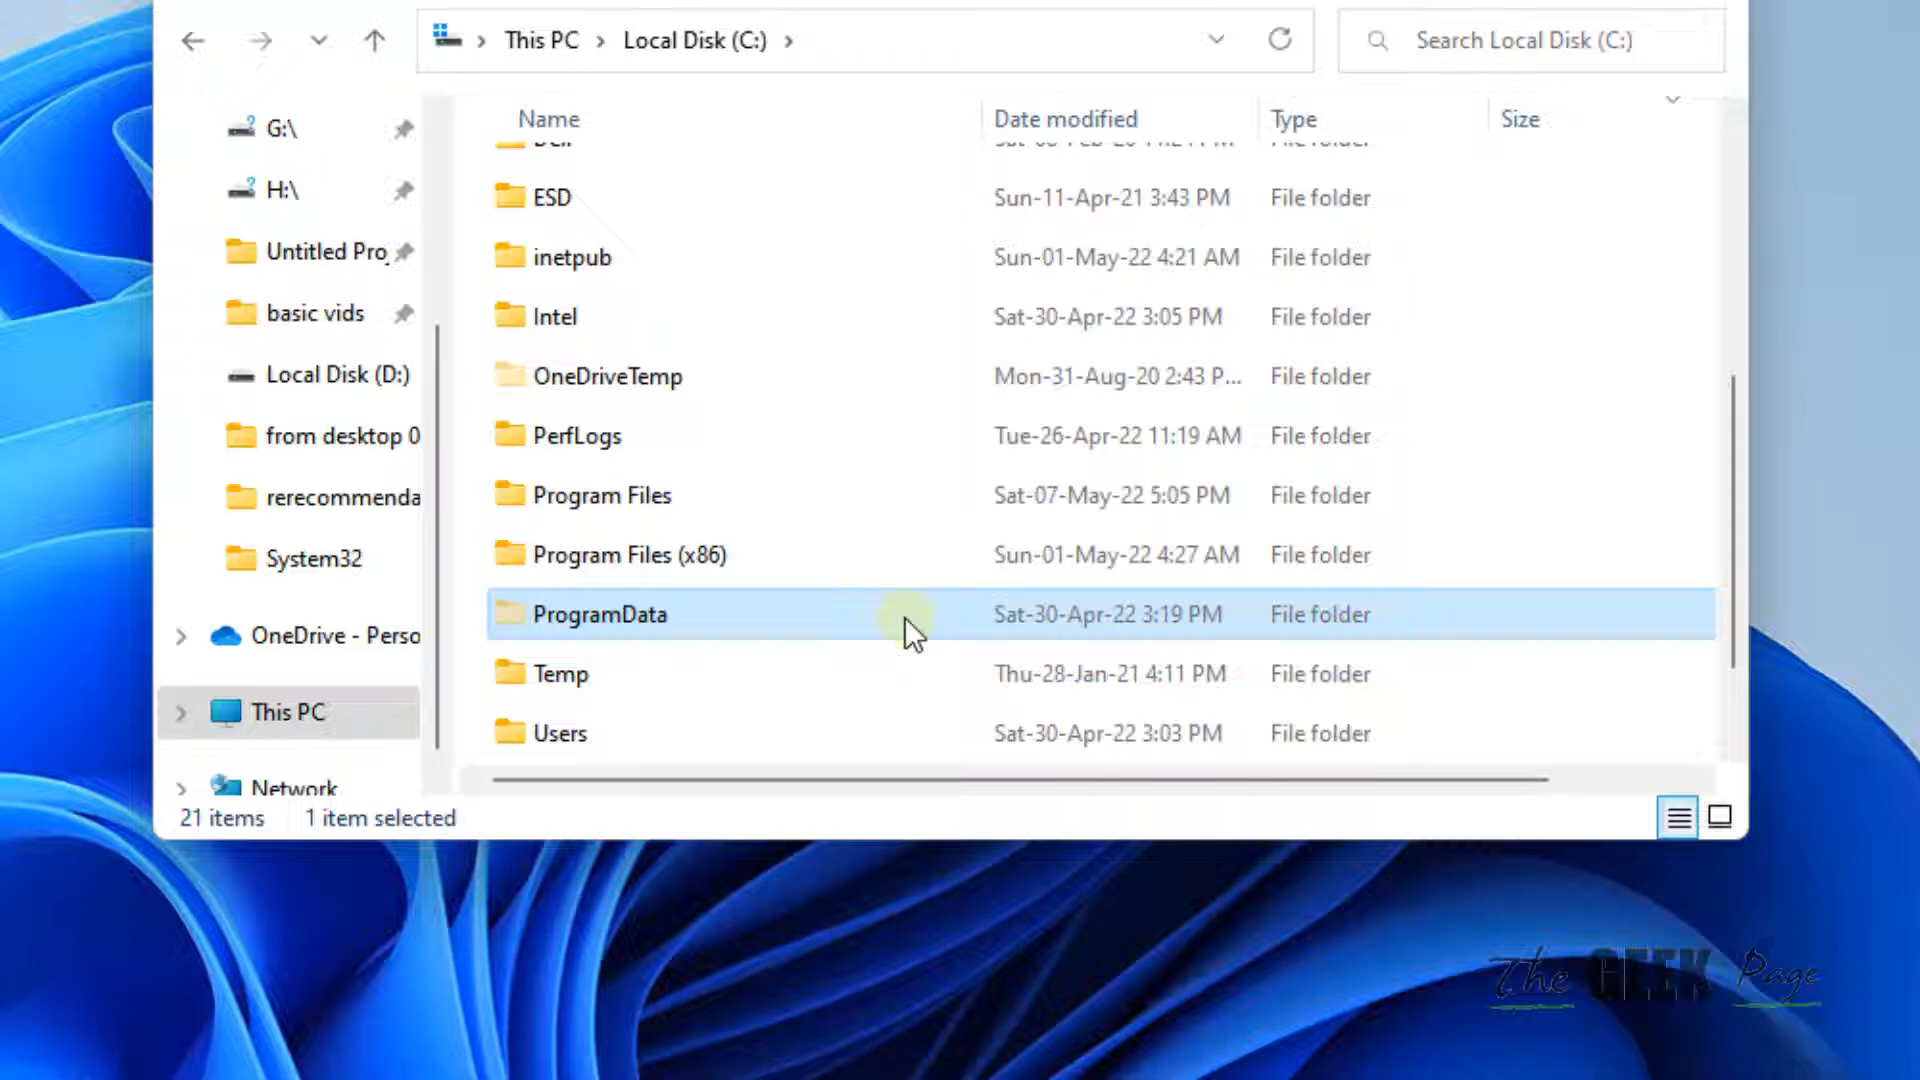 This PC Local Disk (C:)
Search Local Disk (C:)
Name Date modified Type Size
G:\
H:\
Untitled Proj
basic vids
Local Disk (D:)
from desktop 0
rerecommenda
System32
OneDrive - Perso
This PC
Network
ESD Sun-11-Apr-21 3:43 PM File folder
inetpub Sun-01-May-22 4:21 AM File folder
Intel Sat-30-Apr-22 3:05 PM File folder
OneDriveTemp Mon-31-Aug-20 2:43 P... File folder
PerfLogs Tue-26-Apr-22 11:19 AM File folder
Program Files Sat-07-May-22 5:05 PM File folder
Program Files (x86) Sun-01-May-22 4:27 AM File folder
ProgramData Sat-30-Apr-22 3:19 PM File folder
Temp Thu-28-Jan-21 4:11 PM File folder
Users Sat-30-Apr-22 3:03 PM File folder
21 items 1 item selected
The GEEK Page